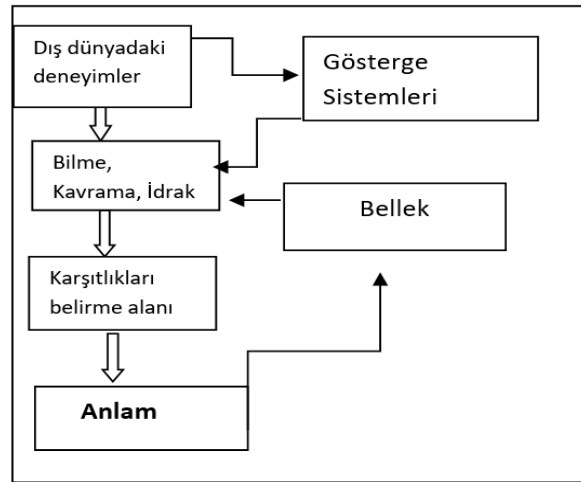 Dış dünyadaki
deneyimler
Gösterge
Sistemleri
Bilme,
Kavrama, İdrak
Bellek
Karşıtlıkları
belirme alanı
Anlam